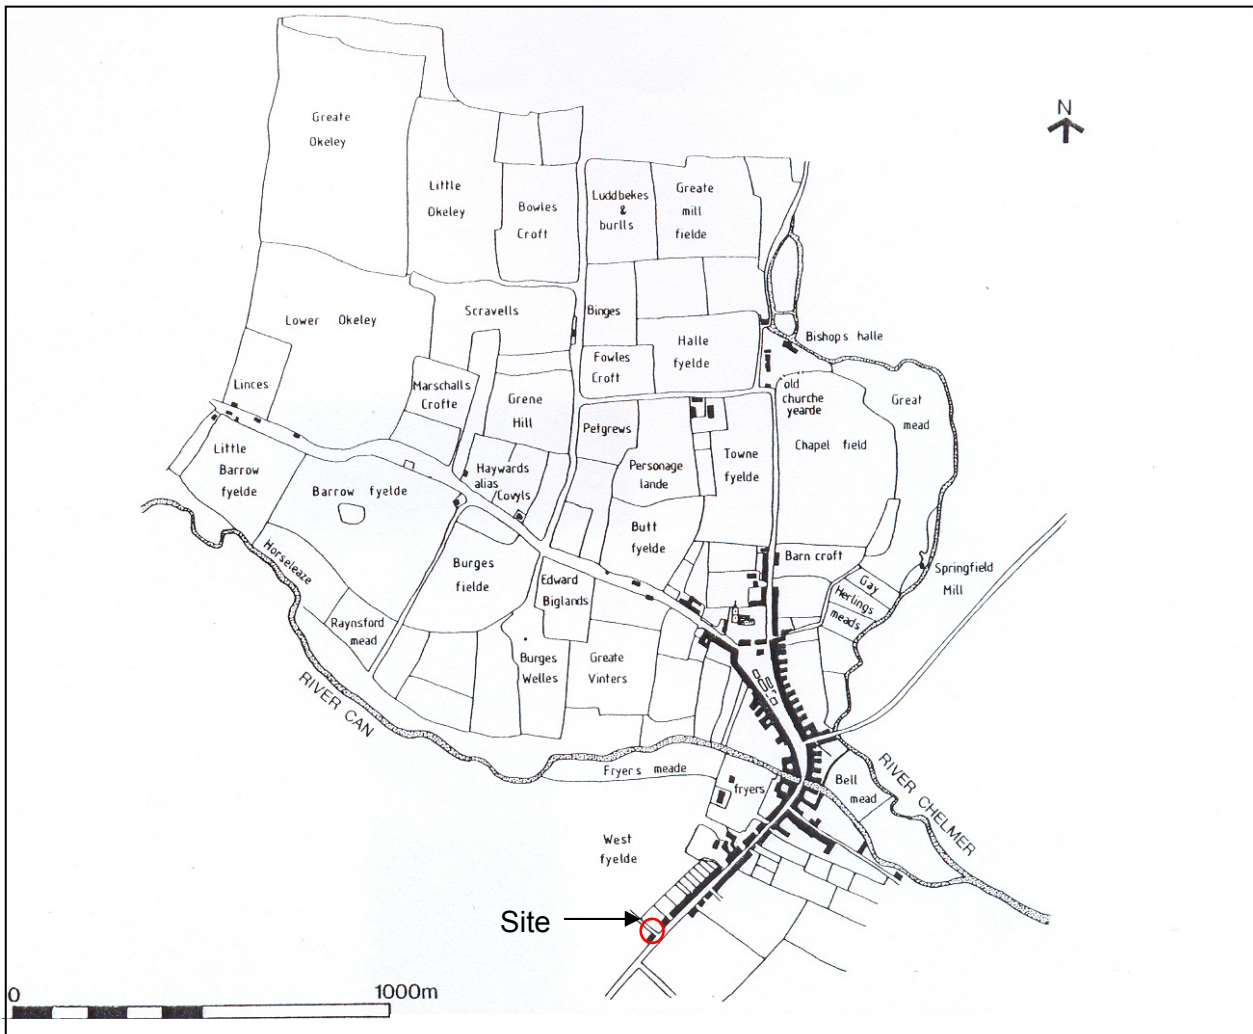 N
Greate
Okeley
Little
Okeley
Bowles
Croft
Luddbekes
&
burlls
Greate
mill
fielde
Lower Okeley
Scravells
Binges
Halle
fyelde
Bishop's halle
Fowles
Croft
Linces
Marschalls
Crofte
Grene
Hill
old
churche
yearde
Great
mead
Petgrews
Chapel field
Little
Barrow
fyelde
Barrow fyelde
Haywards
alias
Covyls
Personage
lande
Towne
fyelde
Butt
fyelde
Horseleaze
Burges
fielde
Edward
Biglands
Barn croft
Springfield
Mill
Gay
Herlings
meads
Raynsford
mead
Burges
Welles
Greate
Vinters
RIVER CAN
Fryer's meade
fryers
Bell
mead
RIVER CHELMER
West
fyelde
Site
0
1000m